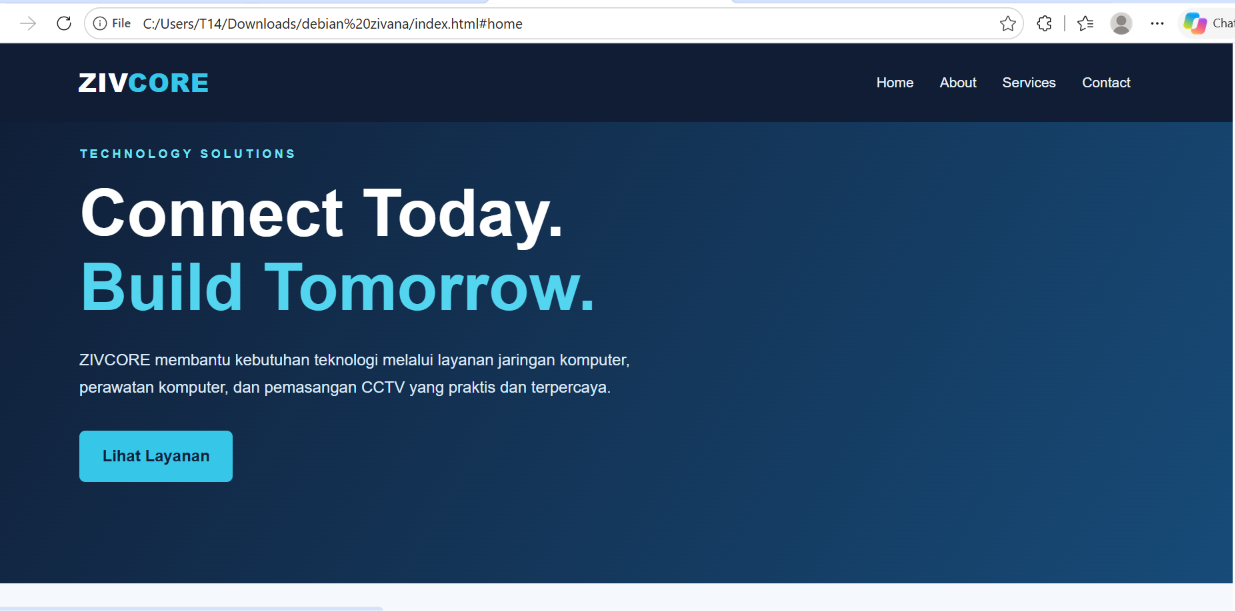 File C:/Users/T14/Downloads/debian%20zivana/index.html#home
ZIVCORE
Home About Services Contact
TECHNOLOGY SOLUTIONS
Connect Today.
Build Tomorrow.
ZIVCORE membantu kebutuhan teknologi melalui layanan jaringan komputer,
perawatan komputer, dan pemasangan CCTV yang praktis dan terpercaya.
Lihat Layanan